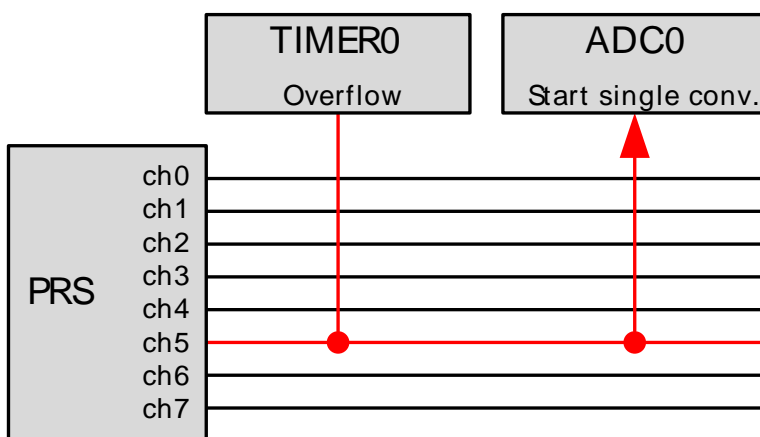 TIMER0
Overflow
ADC0
Start single conv.
PRS
ch0
ch1
ch2
ch3
ch4
ch5
ch6
ch7